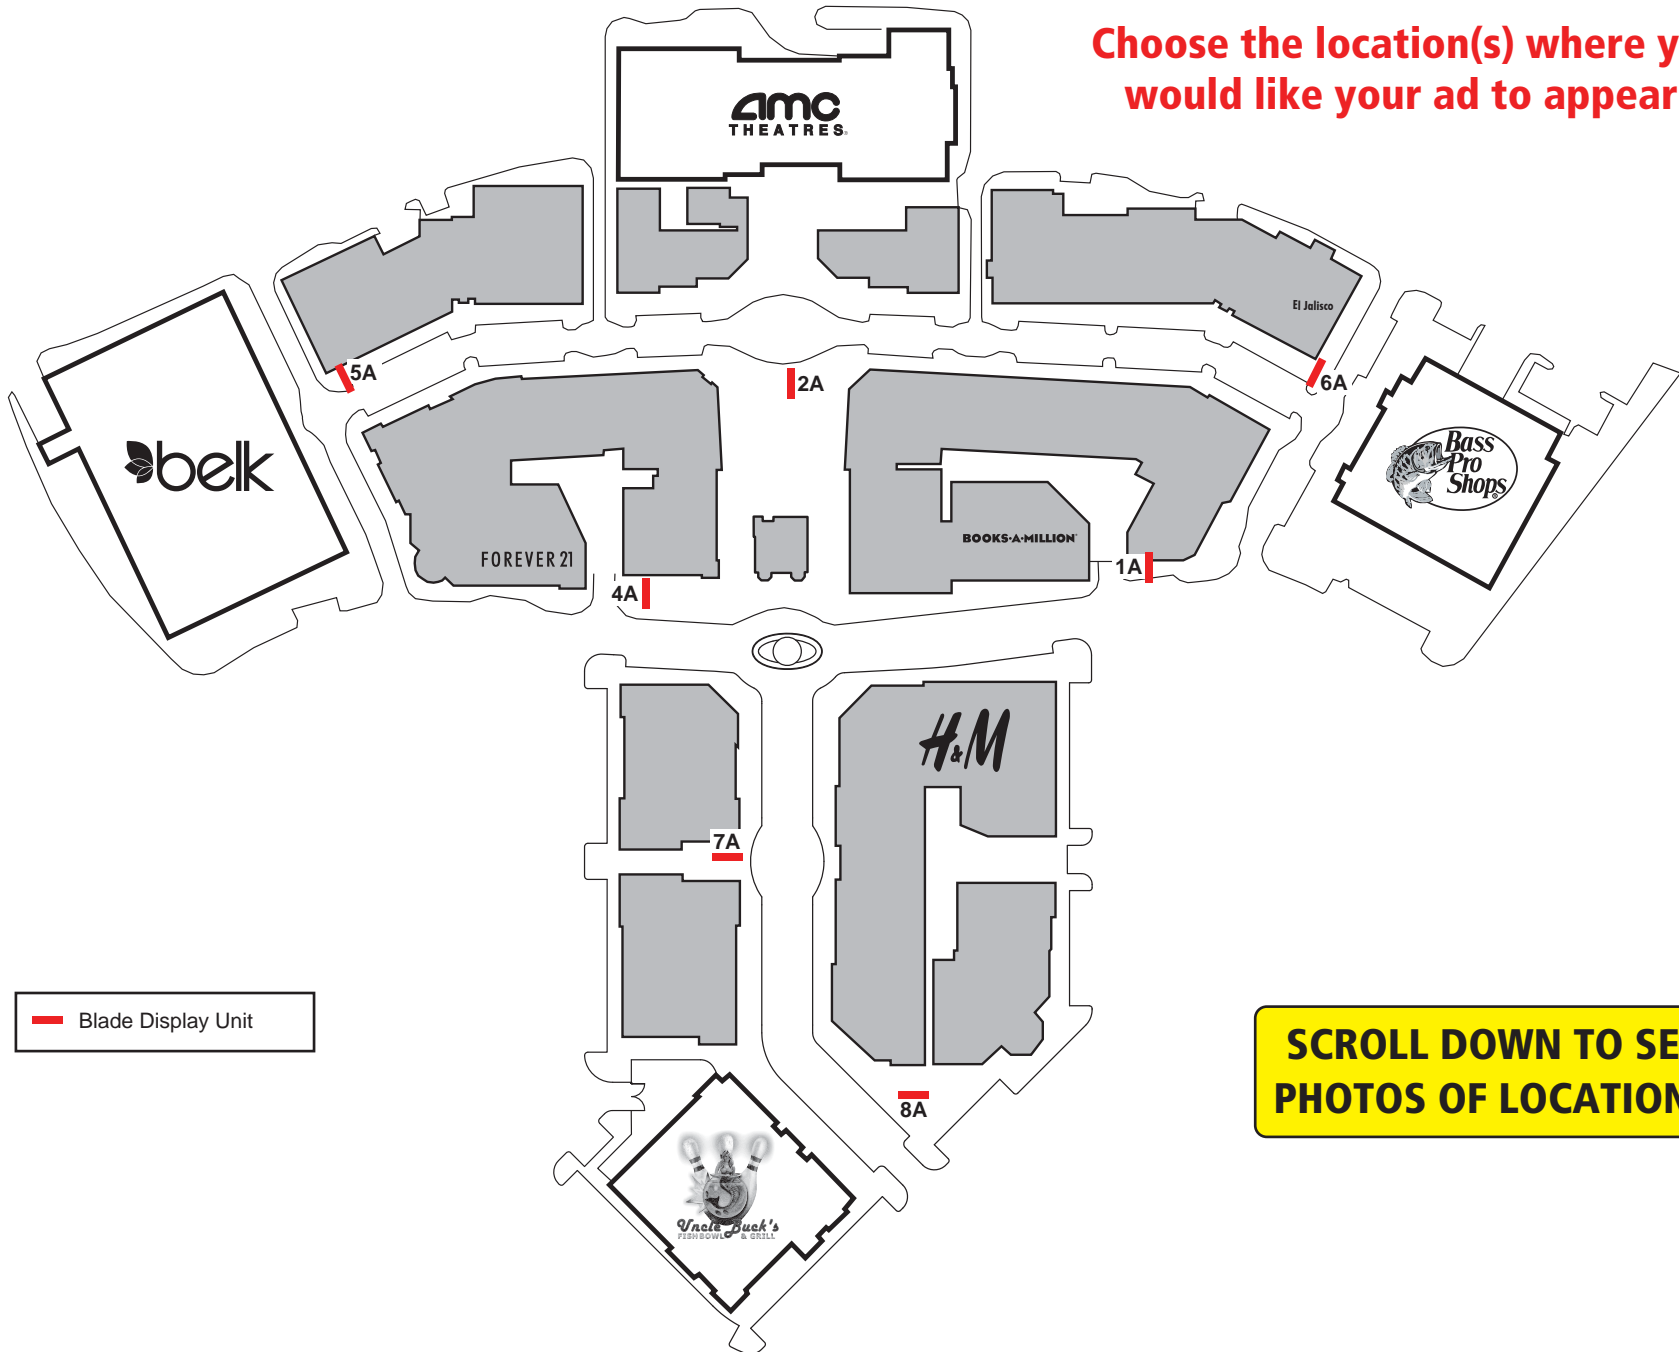 Choose the location(s) where y
would like your ad to appear
amc
THEATRES®
El Jalisco
5A
2A
6A
belk
Bass
Pro
Shops®
FOREVER 21
BOOKS·A·MILLION
1A
4A
H&M
7A
Blade Display Unit
SCROLL DOWN TO SE
PHOTOS OF LOCATION
8A
Uncle Buck's
FISHBOWL & GRILL